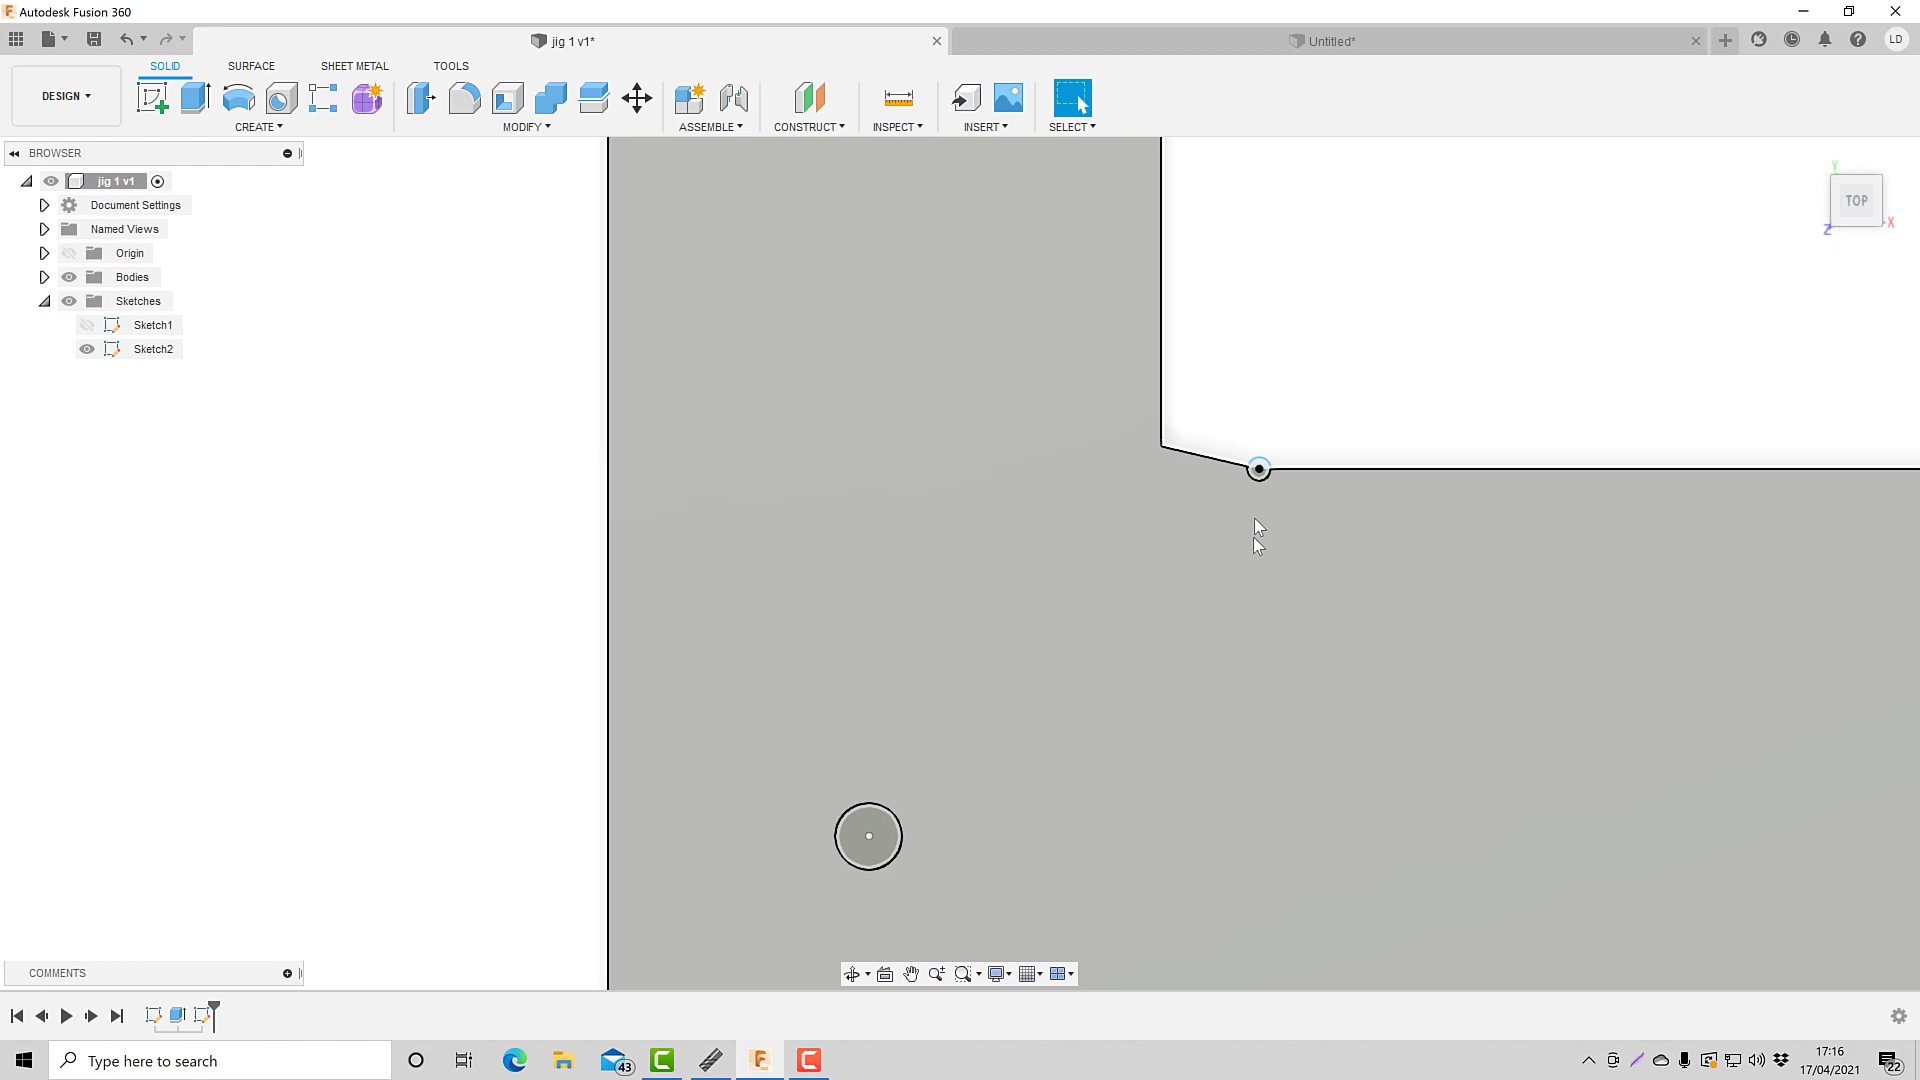 Autodesk Fusion 360
jig 1 v1*
Untitled*
LD
DESIGN
SOLID
SURFACE
SHEET METAL
TOOLS
CREATE
MODIFY
ASSEMBLE
CONSTRUCT
INSPECT
INSERT
SELECT
BROWSER
jig 1 v1
Document Settings
Named Views
Origin
Bodies
Sketches
Sketch1
Sketch2
Y
TOP
X
Z
COMMENTS
Type here to search
43
17:16
17/04/2021
22